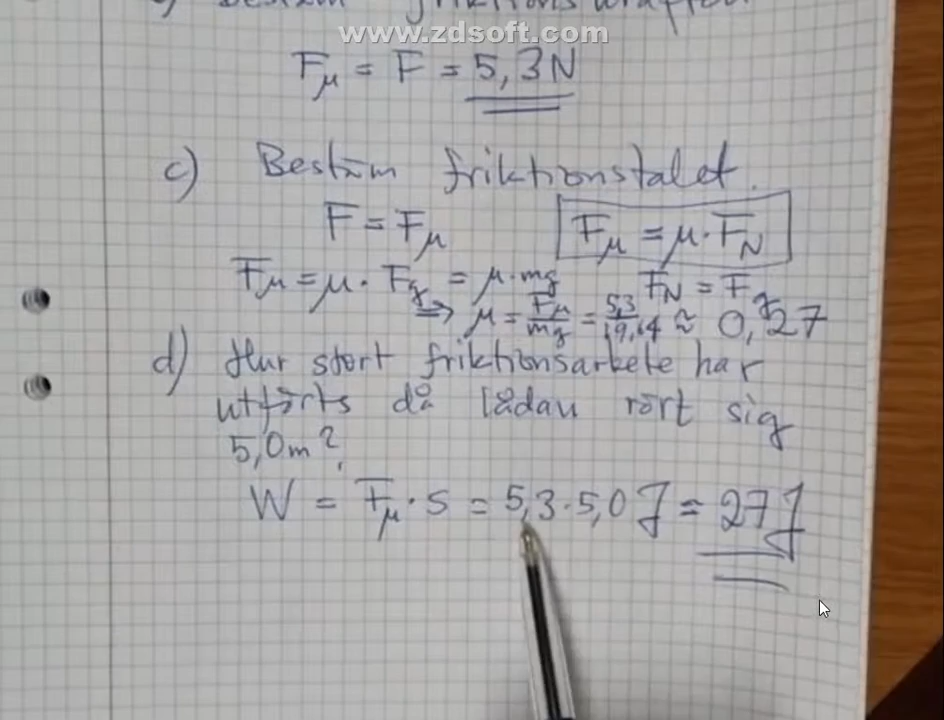 Bestäm friktionskraften
www.zdsoft.com
Fμ = F = 5,3N
c) Bestäm friktionstalet.
F = Fμ Fμ = μ · FN
Fμ = μ · Fg = μ · mg FN = Fg
⇒ μ = Fμ/mg = 5,3/19,64 ≈ 0,27
d) Hur stort friktionsarbete har
utförts då lådan rört sig
5,0m?
W = Fμ · s = 5,3 · 5,0 J = 27 J